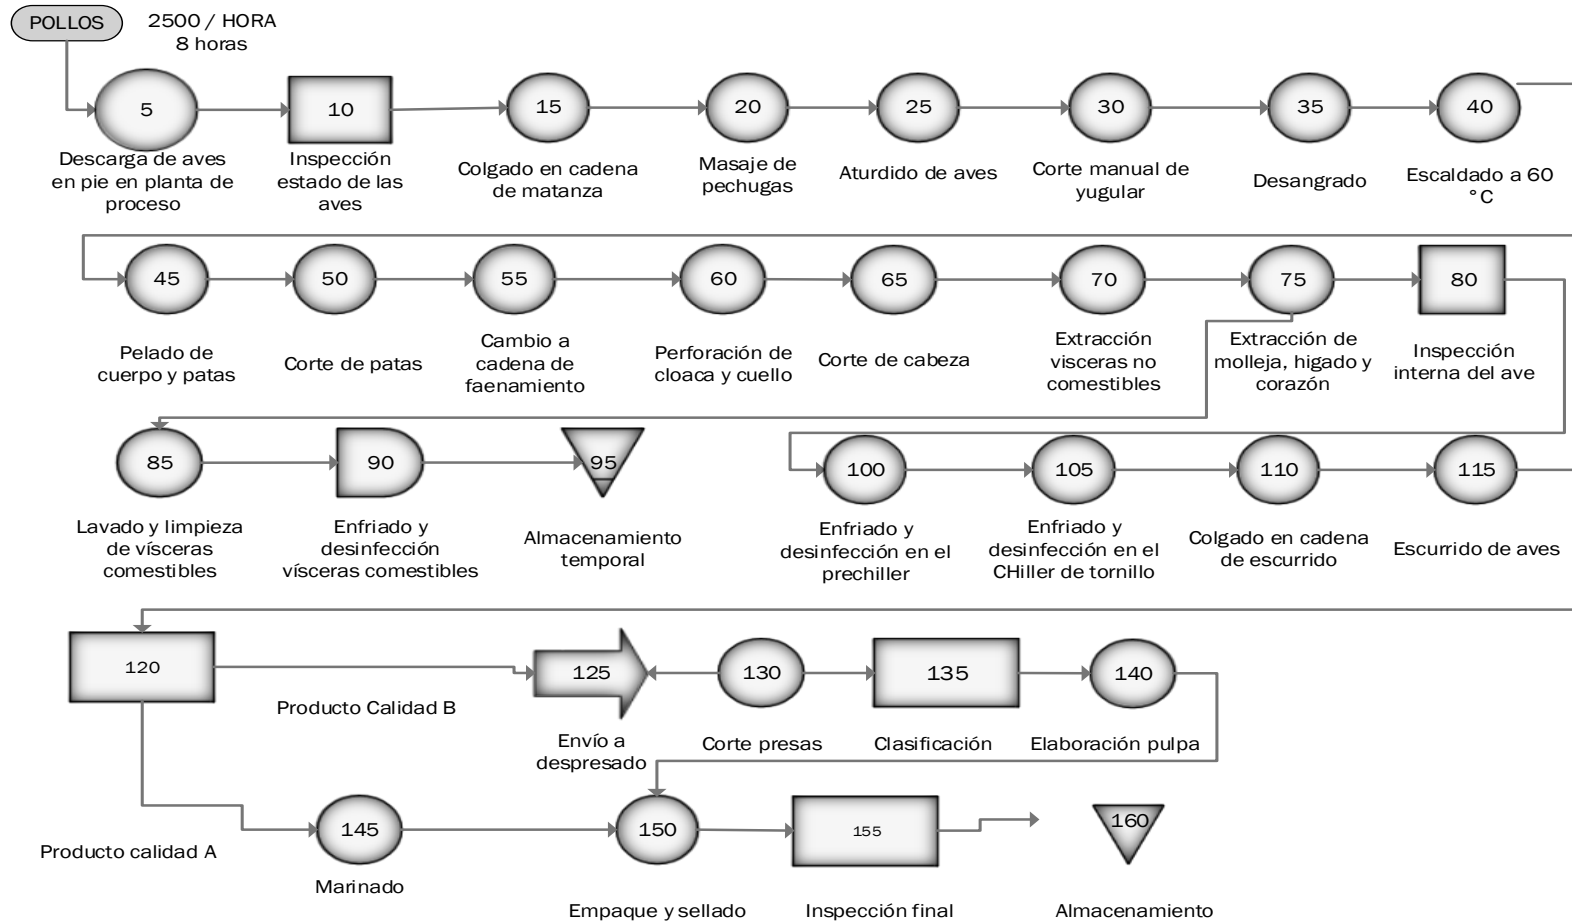 POLLOS
2500 / HORA
8 horas
5
10
15
20
25
30
35
40
Descarga de aves
en pie en planta de
proceso
Inspección
estado de las
aves
Colgado en cadena
de matanza
Masaje de
pechugas
Aturdido de aves
Corte manual de
yugular
Desangrado
Escaldado a 60
°C
45
50
55
60
65
70
75
80
Pelado de
cuerpo y patas
Corte de patas
Cambio a
cadena de
faenamiento
Perforación de
cloaca y cuello
Corte de cabeza
Extracción
visceras no
comestibles
Extracción de
molleja, higado y
corazón
Inspección
interna del ave
85
90
95
100
105
110
115
Lavado y limpieza
de vísceras
comestibles
Enfriado y
desinfección
vísceras comestibles
Almacenamiento
temporal
Enfriado y
desinfección en el
prechiller
Enfriado y
desinfección en el
CHiller de tornillo
Colgado en cadena
de escurrido
Escurrido de aves
120
125
130
135
140
Producto Calidad B
Envío a
despresado
Corte presas
Clasificación
Elaboración pulpa
145
150
155
160
Producto calidad A
Marinado
Empaque y sellado
Inspección final
Almacenamiento